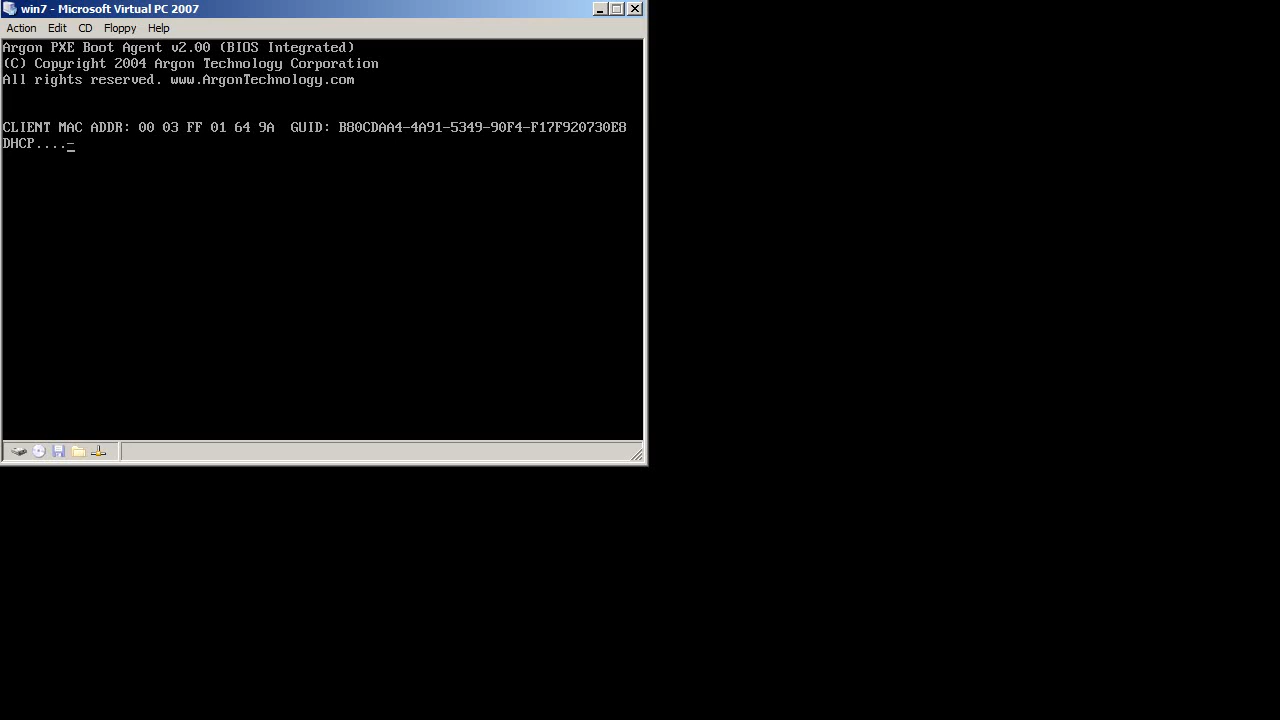 win7 - Microsoft Virtual PC 2007
Action Edit CD Floppy Help
Argon PXE Boot Agent v2.00 (BIOS Integrated)
(C) Copyright 2004 Argon Technology Corporation
All rights reserved. www.ArgonTechnology.com
CLIENT MAC ADDR: 00 03 FF 01 64 9A  GUID: B80CDAA4-4A91-5349-90F4-F17F920730E8
DHCP....-